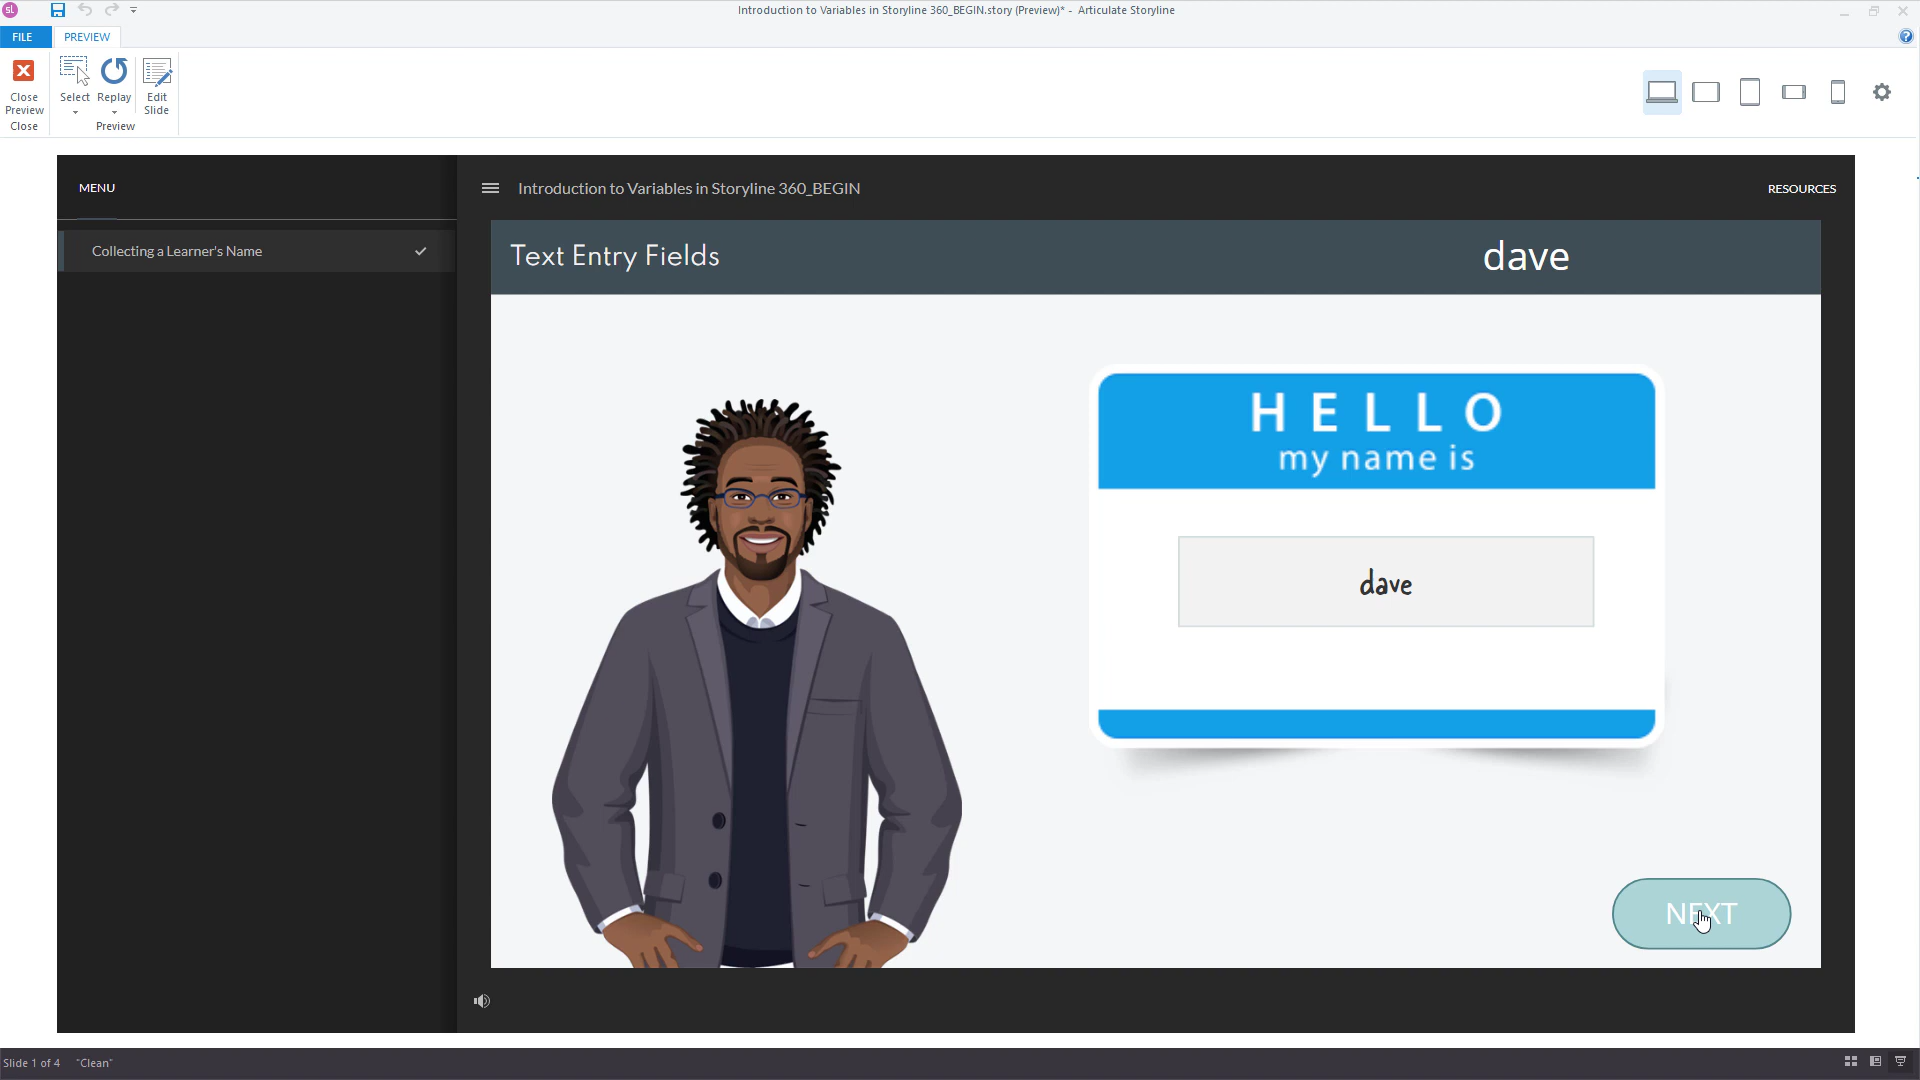 SL
Introduction to Variables in Storyline 360_BEGIN.story (Preview)* - Articulate Storyline
FILE
PREVIEW
?
Close Preview
Select
Replay
Edit Slide
Close
Preview
MENU
Introduction to Variables in Storyline 360_BEGIN
RESOURCES
Collecting a Learner's Name
Text Entry Fields
dave
HELLO
my name is
dave
NEXT
Slide 1 of 4
"Clean"